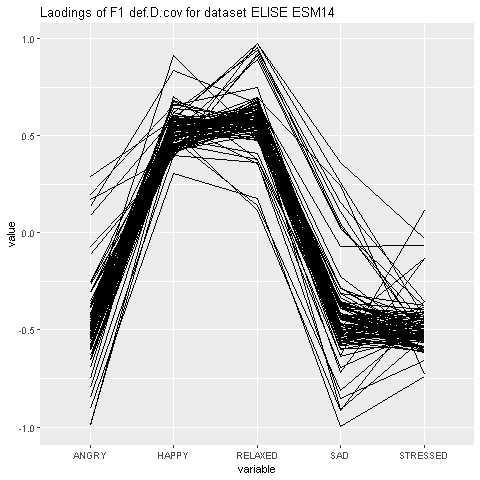 Laodings of F1 def.D.cov for dataset ELISE ESM14
1.0
0.5
0.0
-0.5
-1.0
value
ANGRY HAPPY RELAXED SAD STRESSED
variable